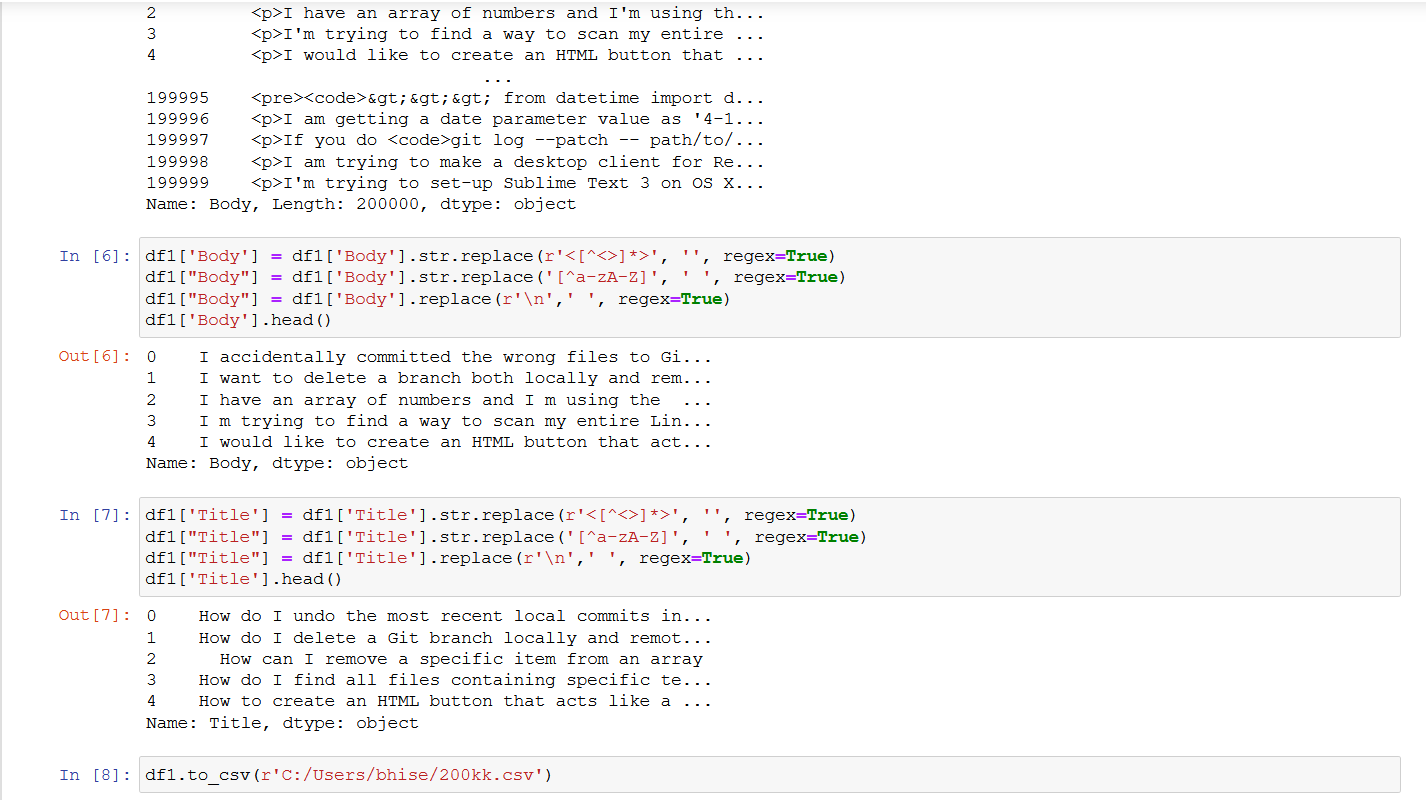 2         <p>I have an array of numbers and I'm using th...
3         <p>I'm trying to find a way to scan my entire ...
4         <p>I would like to create an HTML button that ...
                                ...
199995    <pre><code>&gt;&gt;&gt; from datetime import d...
199996    <p>I am getting a date parameter value as '4-1...
199997    <p>If you do <code>git log --patch -- path/to/...
199998    <p>I am trying to make a desktop client for Re...
199999    <p>I'm trying to set-up Sublime Text 3 on OS X...
Name: Body, Length: 200000, dtype: object
In [6]: df1['Body'] = df1['Body'].str.replace(r'<[^<>]*>', '', regex=True)
df1["Body"] = df1['Body'].str.replace('[^a-zA-Z]', ' ', regex=True)
df1["Body"] = df1['Body'].replace(r'\n',' ', regex=True)
df1['Body'].head()
Out[6]: 0    I accidentally committed the wrong files to Gi...
1    I want to delete a branch both locally and rem...
2    I have an array of numbers and I m using the  ...
3    I m trying to find a way to scan my entire Lin...
4    I would like to create an HTML button that act...
Name: Body, dtype: object
In [7]: df1['Title'] = df1['Title'].str.replace(r'<[^<>]*>', '', regex=True)
df1["Title"] = df1['Title'].str.replace('[^a-zA-Z]', ' ', regex=True)
df1["Title"] = df1['Title'].replace(r'\n',' ', regex=True)
df1['Title'].head()
Out[7]: 0    How do I undo the most recent local commits in...
1    How do I delete a Git branch locally and remot...
2      How can I remove a specific item from an array
3    How do I find all files containing specific te...
4    How to create an HTML button that acts like a ...
Name: Title, dtype: object
In [8]: df1.to_csv(r'C:/Users/bhise/200kk.csv')